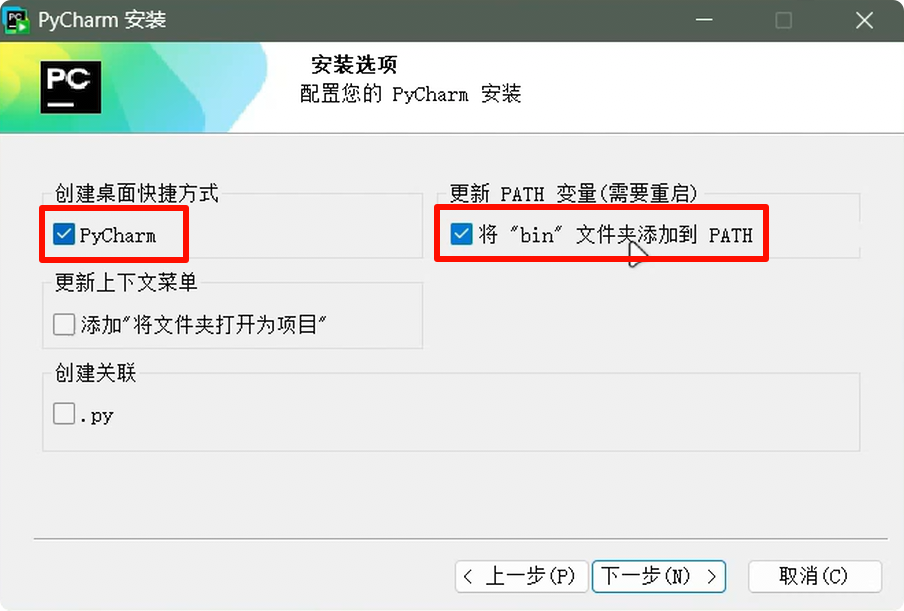 PyCharm 安装
PC
安装选项
配置您的 PyCharm 安装
创建桌面快捷方式
PyCharm
更新 PATH 变量(需要重启)
将 "bin" 文件夹添加到 PATH
更新上下文菜单
添加"将文件夹打开为项目"
创建关联
.py
< 上一步(P)
下一步(N) >
取消(C)